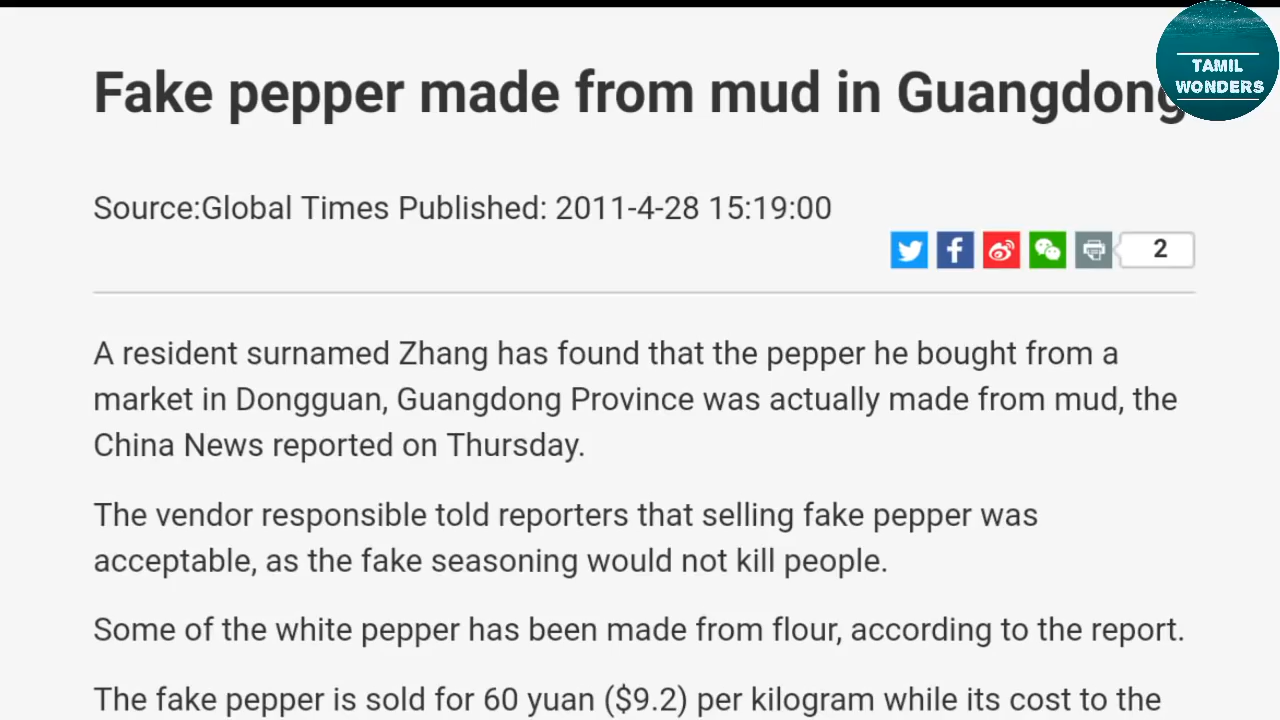 TAMIL
WONDERS
Fake pepper made from mud in Guangdong
Source:Global Times Published: 2011-4-28 15:19:00
2
A resident surnamed Zhang has found that the pepper he bought from a
market in Dongguan, Guangdong Province was actually made from mud, the
China News reported on Thursday.
The vendor responsible told reporters that selling fake pepper was
acceptable, as the fake seasoning would not kill people.
Some of the white pepper has been made from flour, according to the report.
The fake pepper is sold for 60 yuan ($9.2) per kilogram while its cost to the